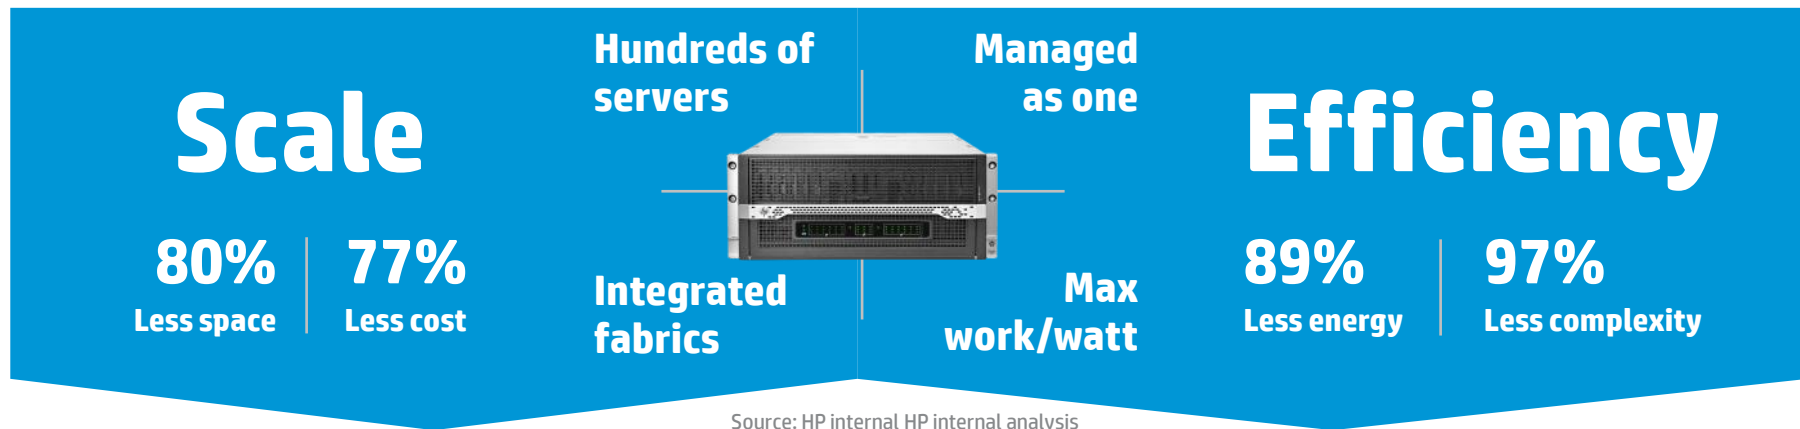 Scale
80%
Less space
77%
Less cost
Hundreds of
servers
Managed
as one
Integrated
fabrics
Max
work/watt
Efficiency
89%
Less energy
97%
Less complexity
Source: HP internal HP internal analysis